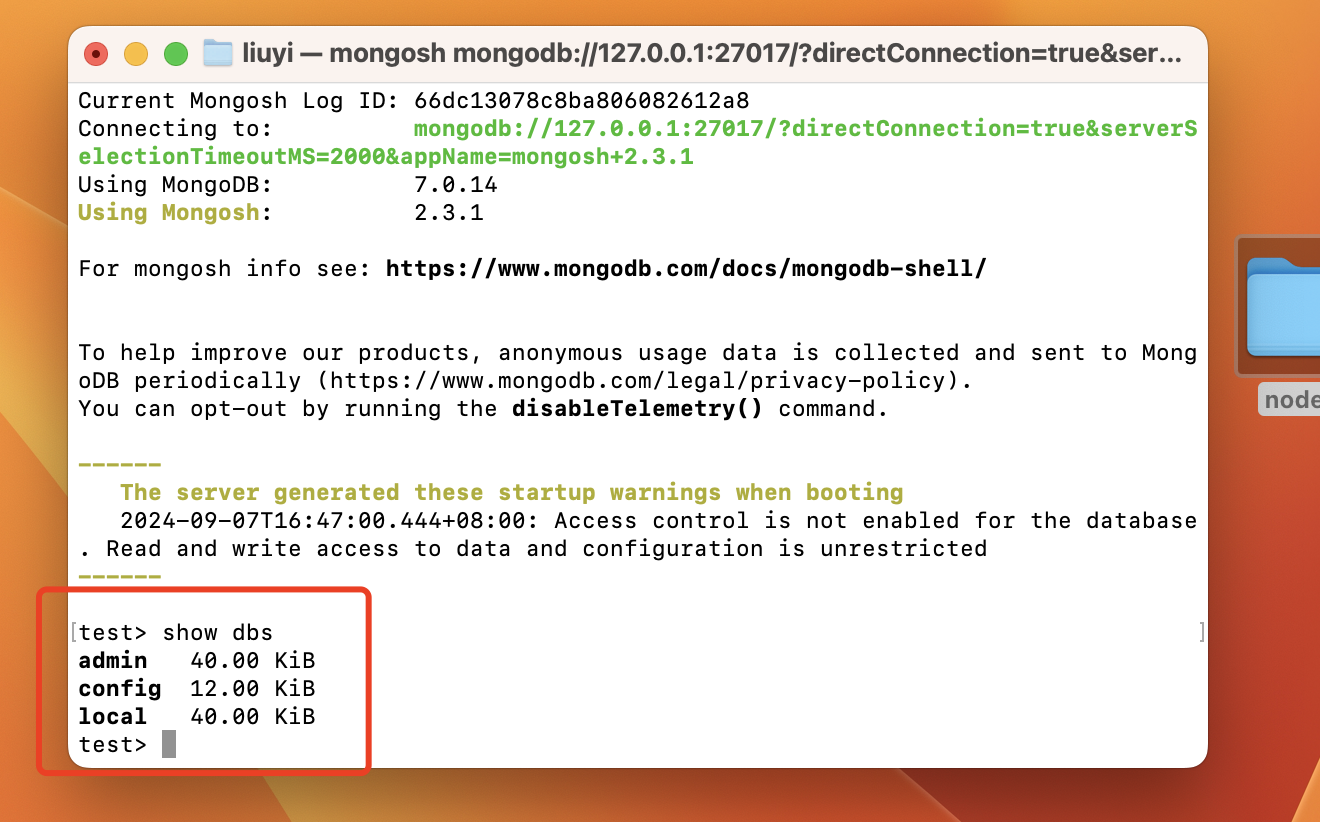 liuyi — mongosh mongodb://127.0.0.1:27017/?directConnection=true&ser...
Current Mongosh Log ID: 66dc13078c8ba806082612a8
Connecting to: mongodb://127.0.0.1:27017/?directConnection=true&serverS
electionTimeoutMS=2000&appName=mongosh+2.3.1
Using MongoDB: 7.0.14
Using Mongosh: 2.3.1
For mongosh info see: https://www.mongodb.com/docs/mongodb-shell/
To help improve our products, anonymous usage data is collected and sent to Mong
oDB periodically (https://www.mongodb.com/legal/privacy-policy).
You can opt-out by running the disableTelemetry() command.
------
The server generated these startup warnings when booting
2024-09-07T16:47:00.444+08:00: Access control is not enabled for the database
. Read and write access to data and configuration is unrestricted
------
[test> show dbs ]
admin 40.00 KiB
config 12.00 KiB
local 40.00 KiB
test>
node